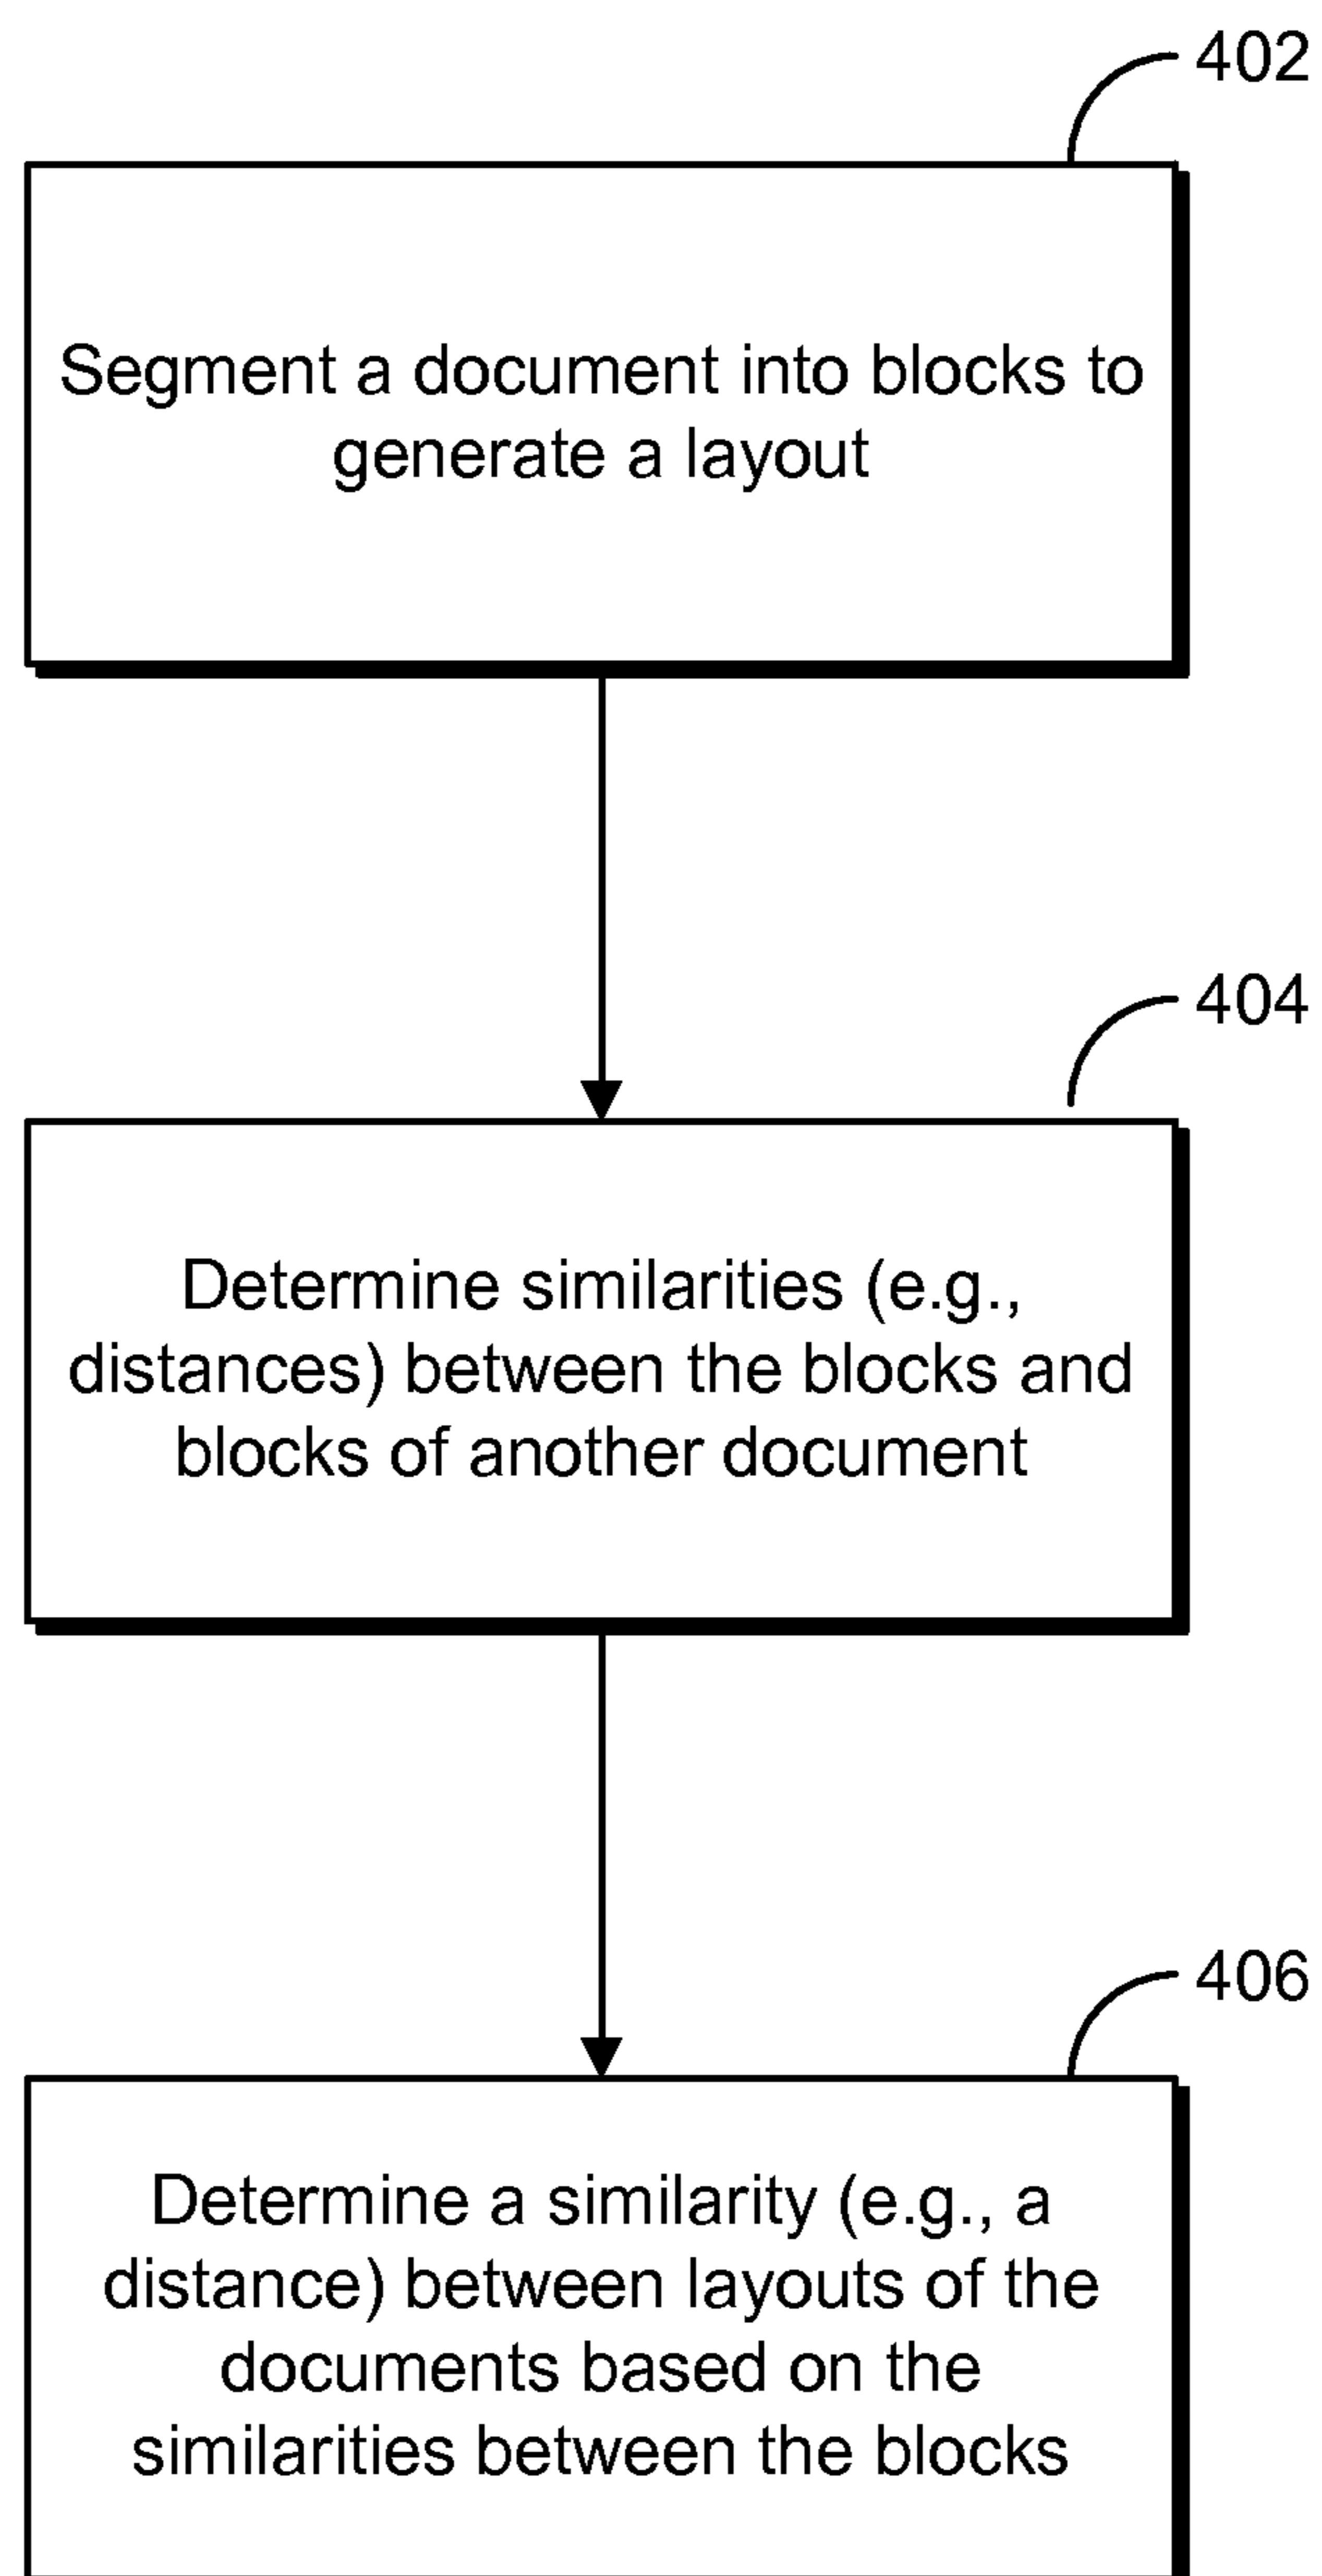 402
Segment a document into blocks to
generate a layout
404
Determine similarities (e.g.,
distances) between the blocks and
blocks of another document
406
Determine a similarity (e.g., a
distance) between layouts of the
documents based on the
similarities between the blocks